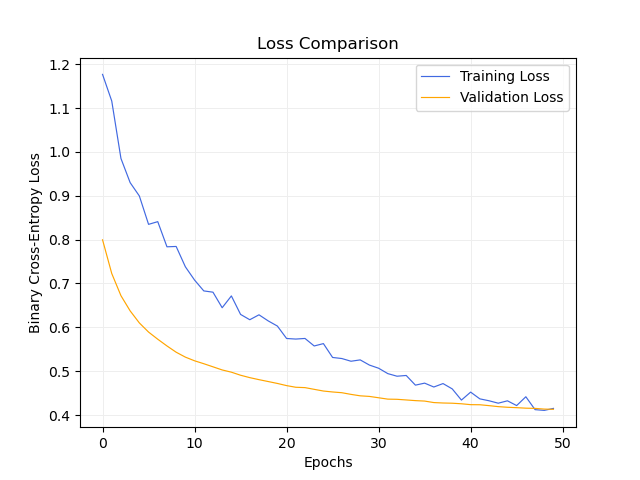 Loss Comparison
1.2
1.1
1.0
0.9
0.8
0.7
0.6
0.5
0.4
Binary Cross-Entropy Loss
Training Loss
Validation Loss
0 10 20 30 40 50
Epochs